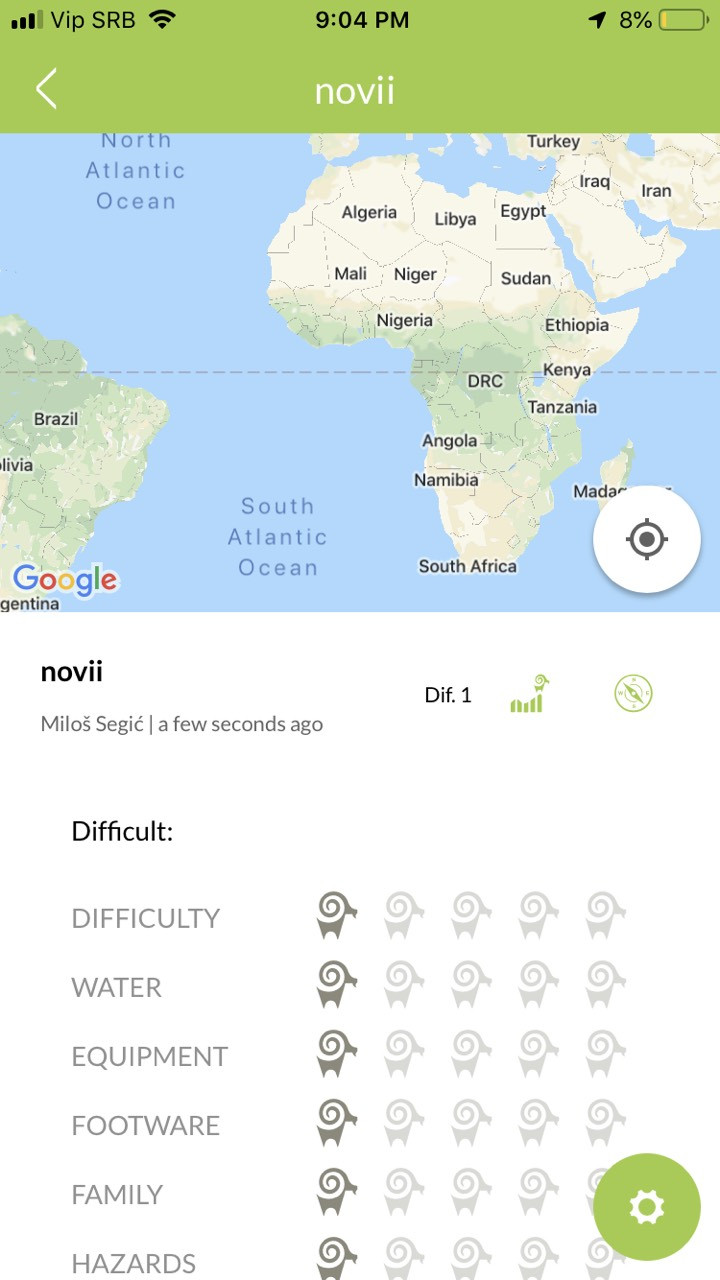 Vip SRB 9:04 PM 8%
novii
North
Atlantic
Ocean
Turkey
Iraq
Iran
Algeria
Libya
Egypt
Mali
Niger
Sudan
Nigeria
Ethiopia
DRC
Kenya
Brazil
Tanzania
livia
Angola
Namibia
Madag
South
Atlantic
Ocean
South Africa
Google
gentina
novii
Dif. 1
Miloš Segić | a few seconds ago
Difficult:
DIFFICULTY
WATER
EQUIPMENT
FOOTWARE
FAMILY
HAZARDS